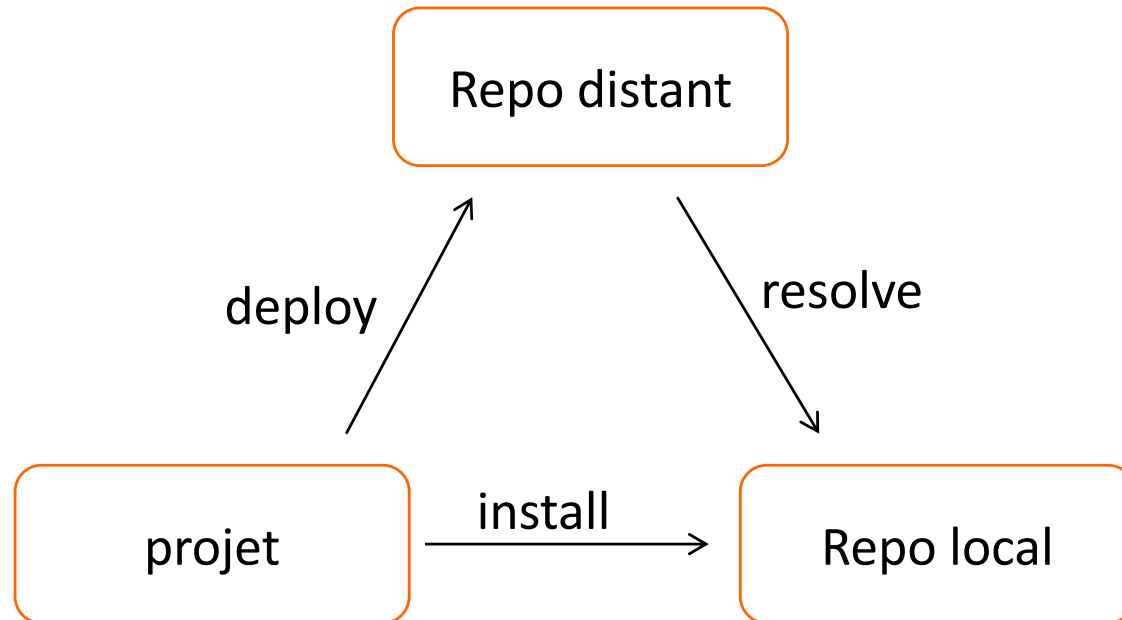 Repo distant
deploy
resolve
install
projet
Repo local